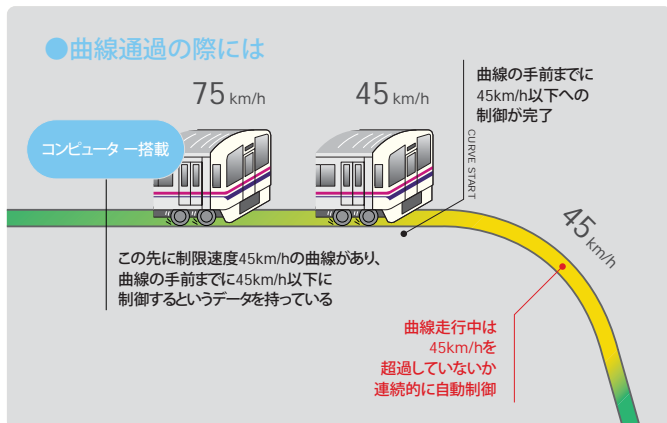 ●曲線通過の際には
75 km/h
45 km/h
曲線の手前までに
45km/h以下への
制御が完了
コンピューター搭載
CURVE START
45 km/h
この先に制限速度45km/hの曲線があり、
曲線の手前までに45km/h以下に
制御するというデータを持っている
曲線走行中は
45km/hを
超過していないか
連続的に自動制御